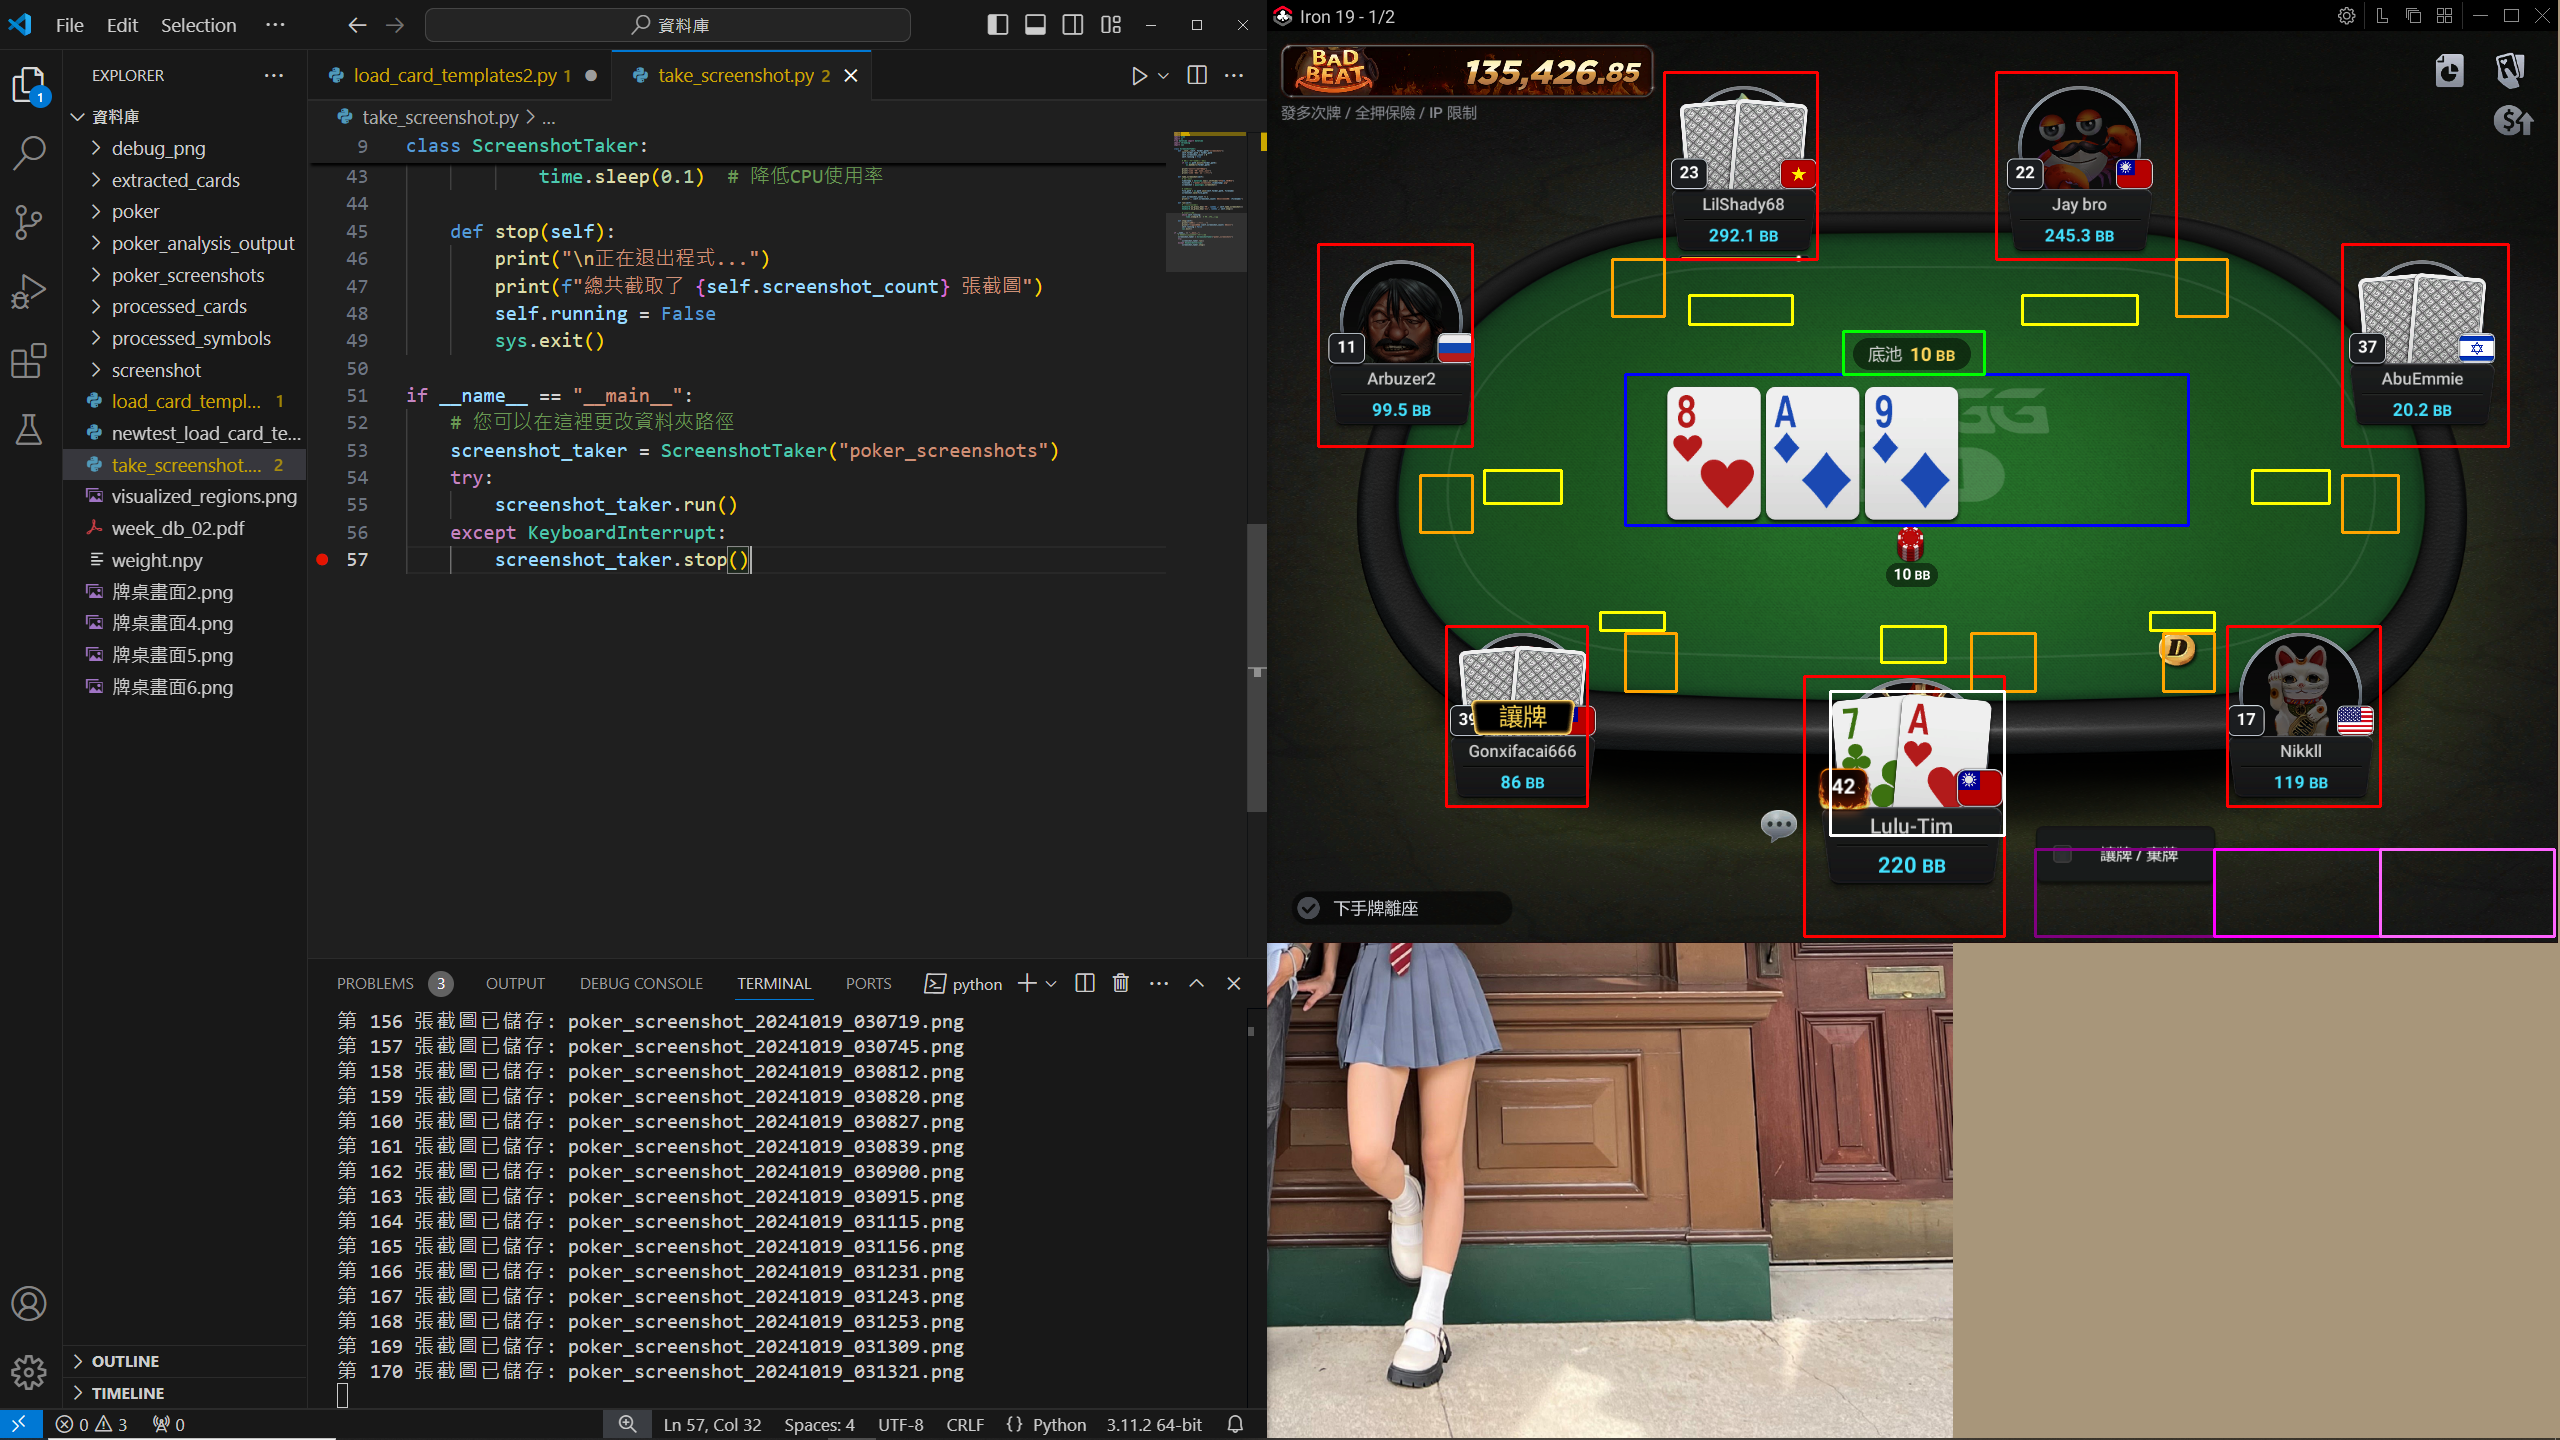 File Edit Selection ···
資料庫
EXPLORER
資料庫
debug_png
extracted_cards
poker
poker_analysis_output
poker_screenshots
processed_cards
processed_symbols
screenshot
load_card_templ... 1
newtest_load_card_te...
take_screenshot.... 2
visualized_regions.png
week_db_02.pdf
weight.npy
牌桌畫面2.png
牌桌畫面4.png
牌桌畫面5.png
牌桌畫面6.png
OUTLINE
TIMELINE
1
load_card_templates2.py 1
take_screenshot.py 2
take_screenshot.py > ...
9 class ScreenshotTaker:
43 time.sleep(0.1) # 降低CPU使用率
44
45 def stop(self):
46 print("\n正在退出程式...")
47 print(f"總共截取了 {self.screenshot_count} 張截圖")
48 self.running = False
49 sys.exit()
50
51 if __name__ == "__main__":
52 # 您可以在這裡更改資料夾路徑
53 screenshot_taker = ScreenshotTaker("poker_screenshots")
54 try:
55 screenshot_taker.run()
56 except KeyboardInterrupt:
57 screenshot_taker.stop()
PROBLEMS 3 OUTPUT DEBUG CONSOLE TERMINAL PORTS python
第 156 張截圖已儲存: poker_screenshot_20241019_030719.png
第 157 張截圖已儲存: poker_screenshot_20241019_030745.png
第 158 張截圖已儲存: poker_screenshot_20241019_030812.png
第 159 張截圖已儲存: poker_screenshot_20241019_030820.png
第 160 張截圖已儲存: poker_screenshot_20241019_030827.png
第 161 張截圖已儲存: poker_screenshot_20241019_030839.png
第 162 張截圖已儲存: poker_screenshot_20241019_030900.png
第 163 張截圖已儲存: poker_screenshot_20241019_030915.png
第 164 張截圖已儲存: poker_screenshot_20241019_031115.png
第 165 張截圖已儲存: poker_screenshot_20241019_031156.png
第 166 張截圖已儲存: poker_screenshot_20241019_031231.png
第 167 張截圖已儲存: poker_screenshot_20241019_031243.png
第 168 張截圖已儲存: poker_screenshot_20241019_031253.png
第 169 張截圖已儲存: poker_screenshot_20241019_031309.png
第 170 張截圖已儲存: poker_screenshot_20241019_031321.png
0 3 0 Ln 57, Col 32 Spaces: 4 UTF-8 CRLF Python 3.11.2 64-bit
Iron 19 - 1/2
BAD BEAT 135,426.85
發多次牌 / 全押保險 / IP 限制
23
LilShady68
292.1 BB
22
Jay bro
245.3 BB
11
Arbuzer2
99.5 BB
37
AbuEmmie
20.2 BB
底池 10 BB
8 A 9
10 BB
D
讓牌
Gonxifacai666
86 BB
7 A
42
Lulu-Tim
220 BB
17
Nikkll
119 BB
讓牌 / 棄牌
下手牌離座